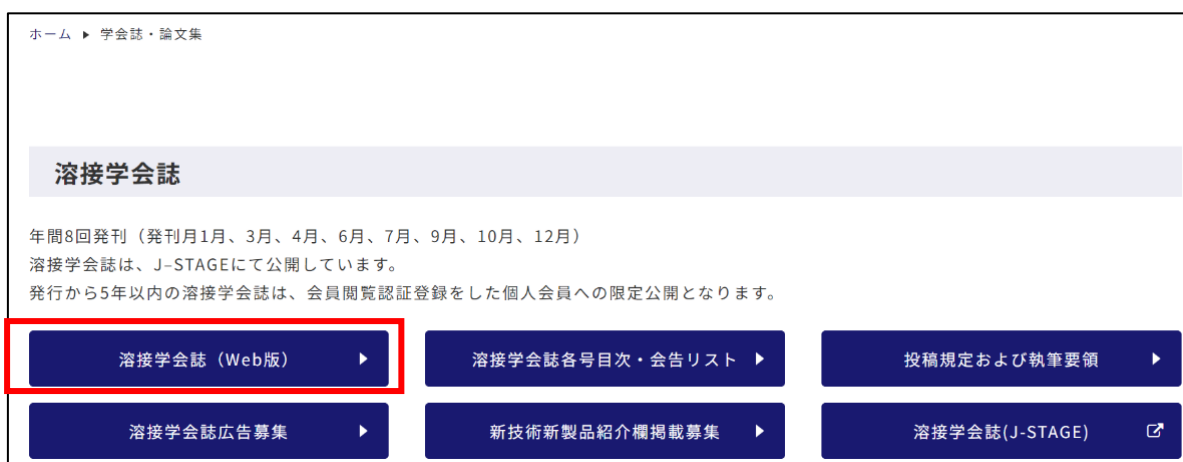 ホーム ▶ 学会誌・論文集
溶接学会誌
年間8回発刊（発刊月1月、3月、4月、6月、7月、9月、10月、12月）
溶接学会誌は、J–STAGEにて公開しています。
発行から5年以内の溶接学会誌は、会員閲覧認証登録をした個人会員への限定公開となります。
溶接学会誌（Web版）
溶接学会誌各号目次・会告リスト
投稿規定および執筆要領
溶接学会誌広告募集
新技術新製品紹介欄掲載募集
溶接学会誌(J-STAGE)